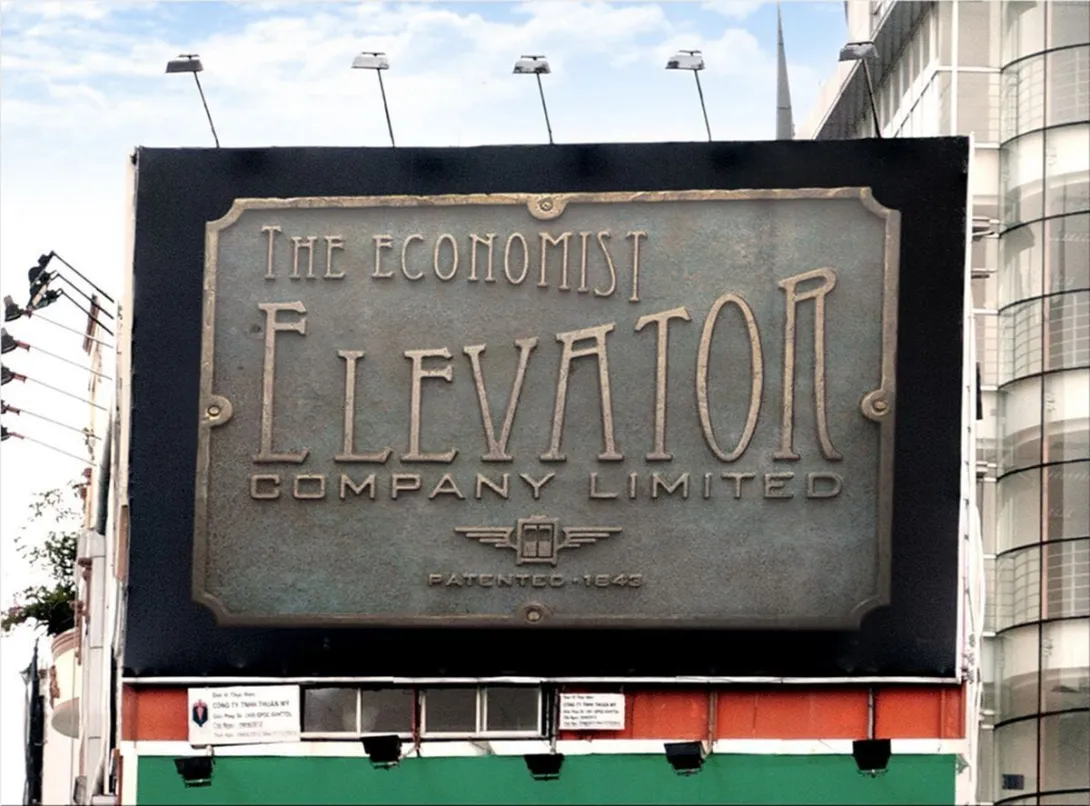 THE ECONOMIST
ELEVATOR
COMPANY LIMITED
PATENTED · 1843
CÔNG TY TNHH THUẬN MỸ
CÔNG TY TNHH THUẬN MỸ